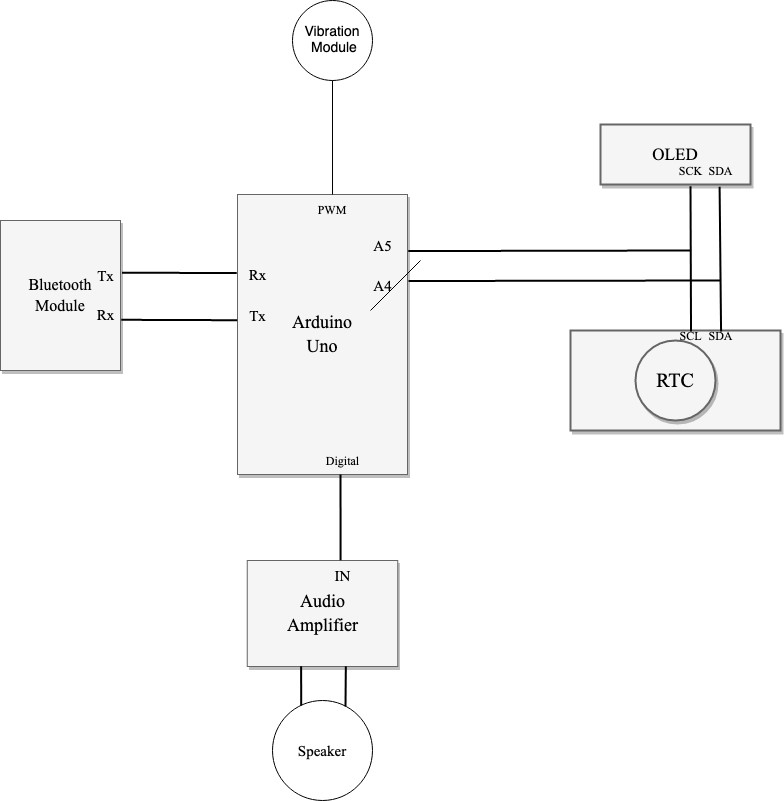 Vibration
Module
OLED
SCK SDA
PWM
A5
Bluetooth
Module
Tx
Rx
Rx
Tx
A4
Arduino
Uno
SCL SDA
RTC
Digital
IN
Audio
Amplifier
Speaker